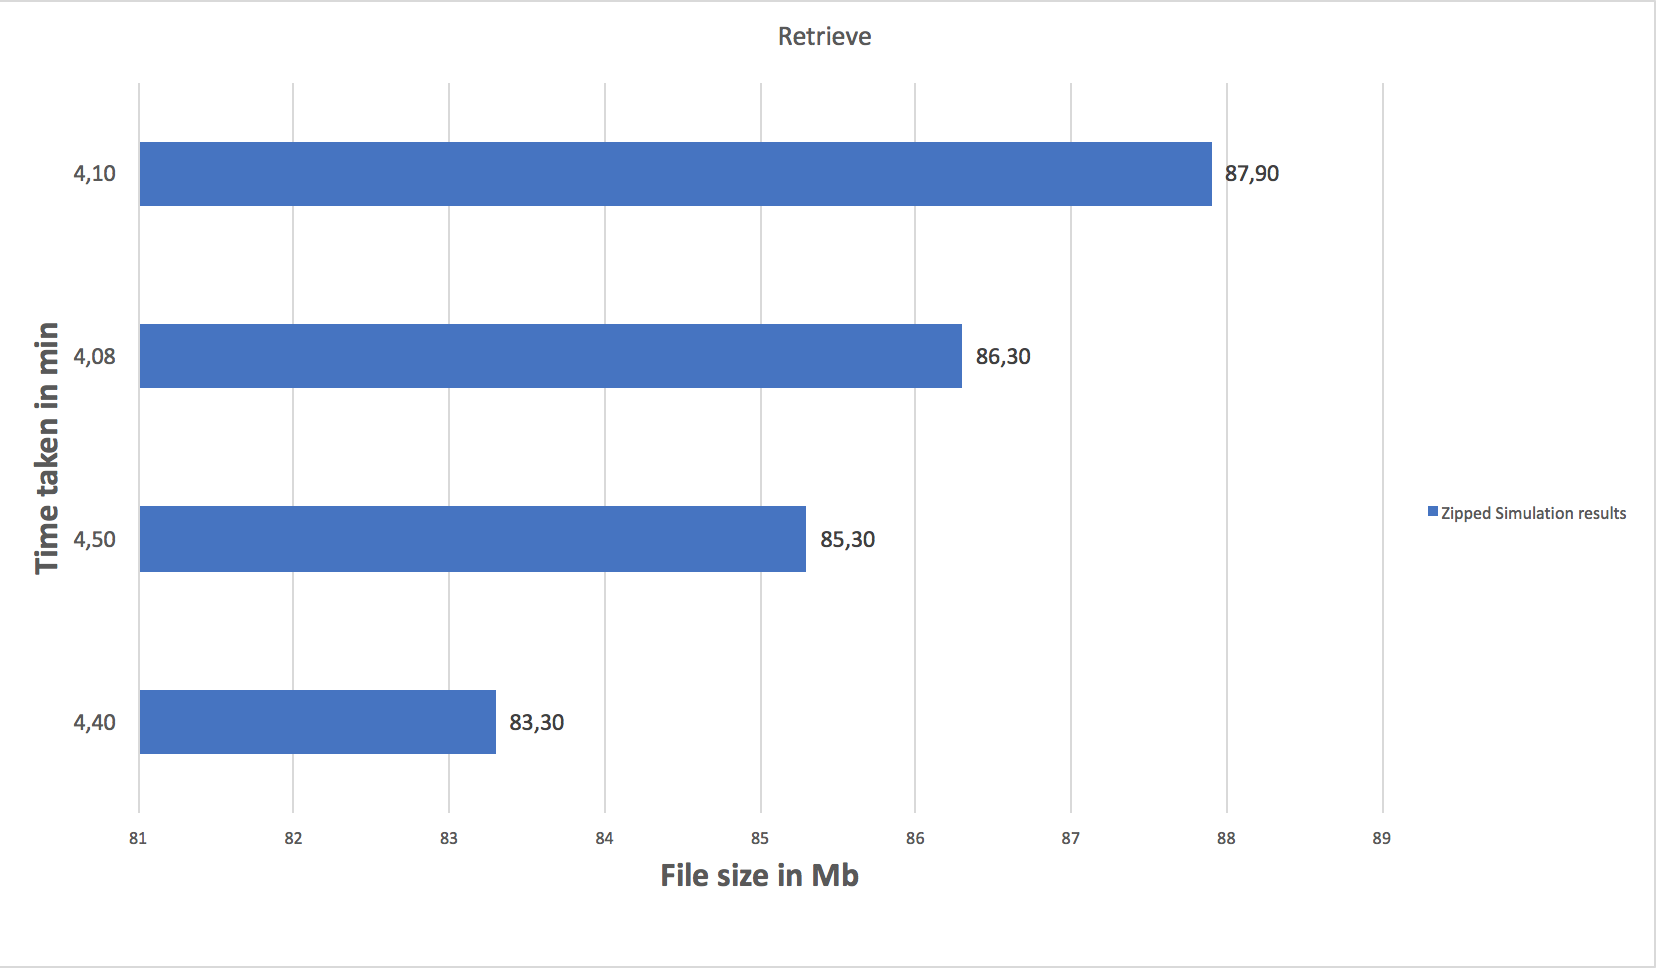 Retrieve
Time taken in min
4,10
87,90
4,08
86,30
4,50
85,30
4,40
83,30
Zipped Simulation results
81 82 83 84 85 86 87 88 89
File size in Mb